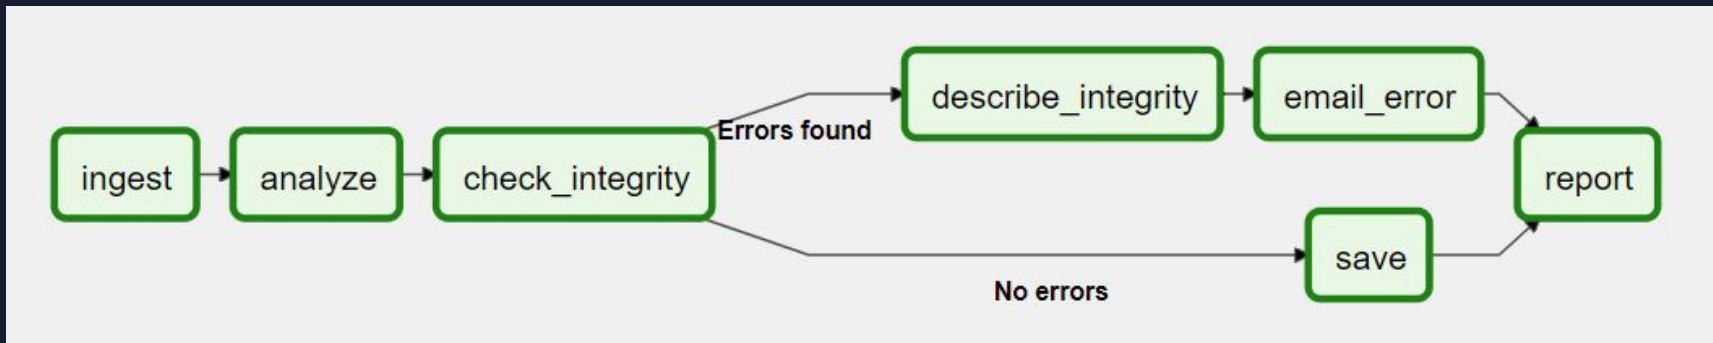 ingest
analyze
check_integrity
Errors found
describe_integrity
email_error
No errors
save
report